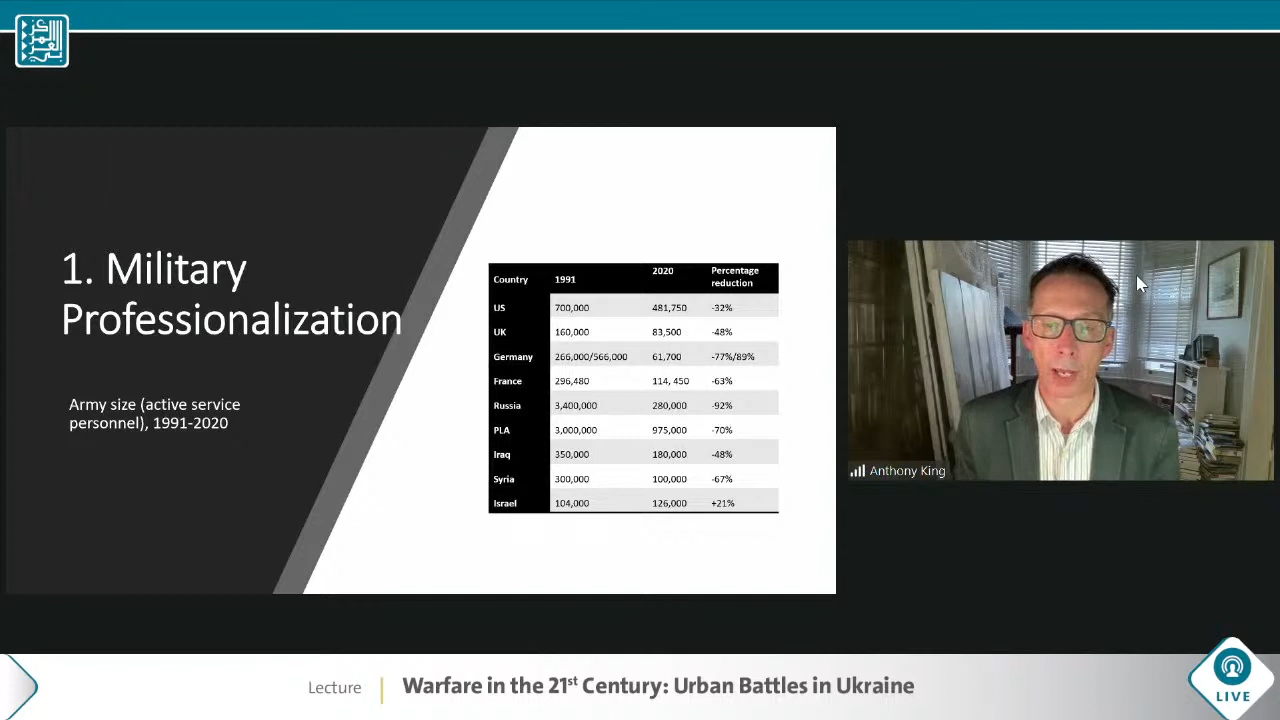 المركز العربي
1. Military
Professionalization
Army size (active service
personnel), 1991-2020
Country 1991 2020 Percentage reduction
US 700,000 481,750 -32%
UK 160,000 83,500 -48%
Germany 266,000/566,000 61,700 -77%/89%
France 296,480 114, 450 -63%
Russia 3,400,000 280,000 -92%
PLA 3,000,000 975,000 -70%
Iraq 350,000 180,000 -48%
Syria 300,000 100,000 -67%
Israel 104,000 126,000 +21%
Anthony King
Lecture
Warfare in the 21st Century: Urban Battles in Ukraine
LIVE